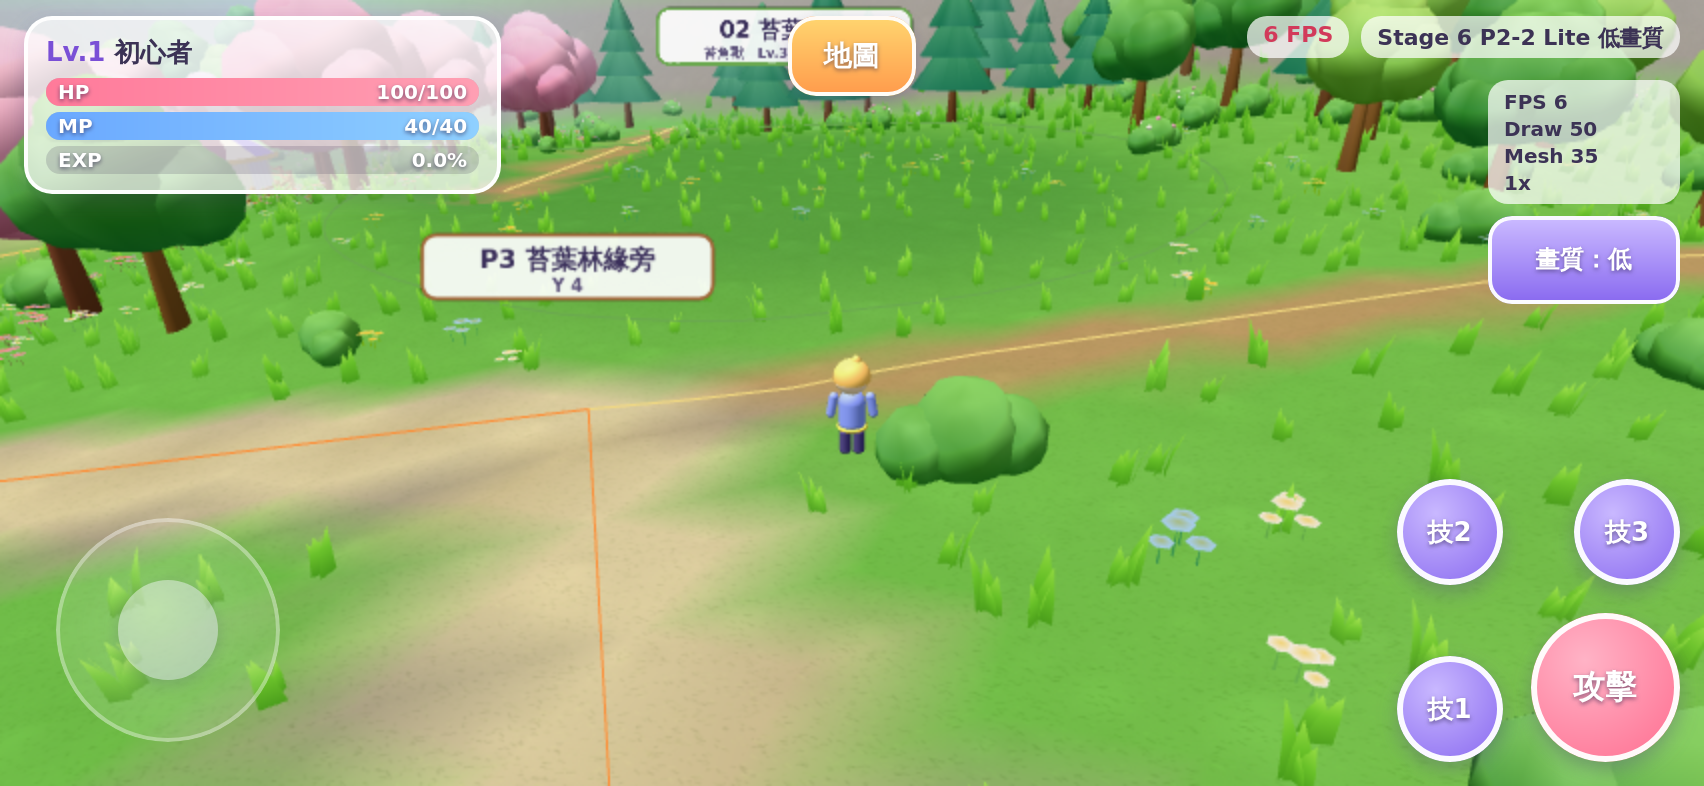 Lv.1 初心者
HP 100/100
MP 40/40
EXP 0.0%
02 苔葉
Lv.3
地圖
6 FPS
Stage 6 P2-2 Lite 低畫質
FPS 6
Draw 50
Mesh 35
1x
畫質：低
P3 苔葉林緣旁
Y 4
技2
技3
技1
攻擊